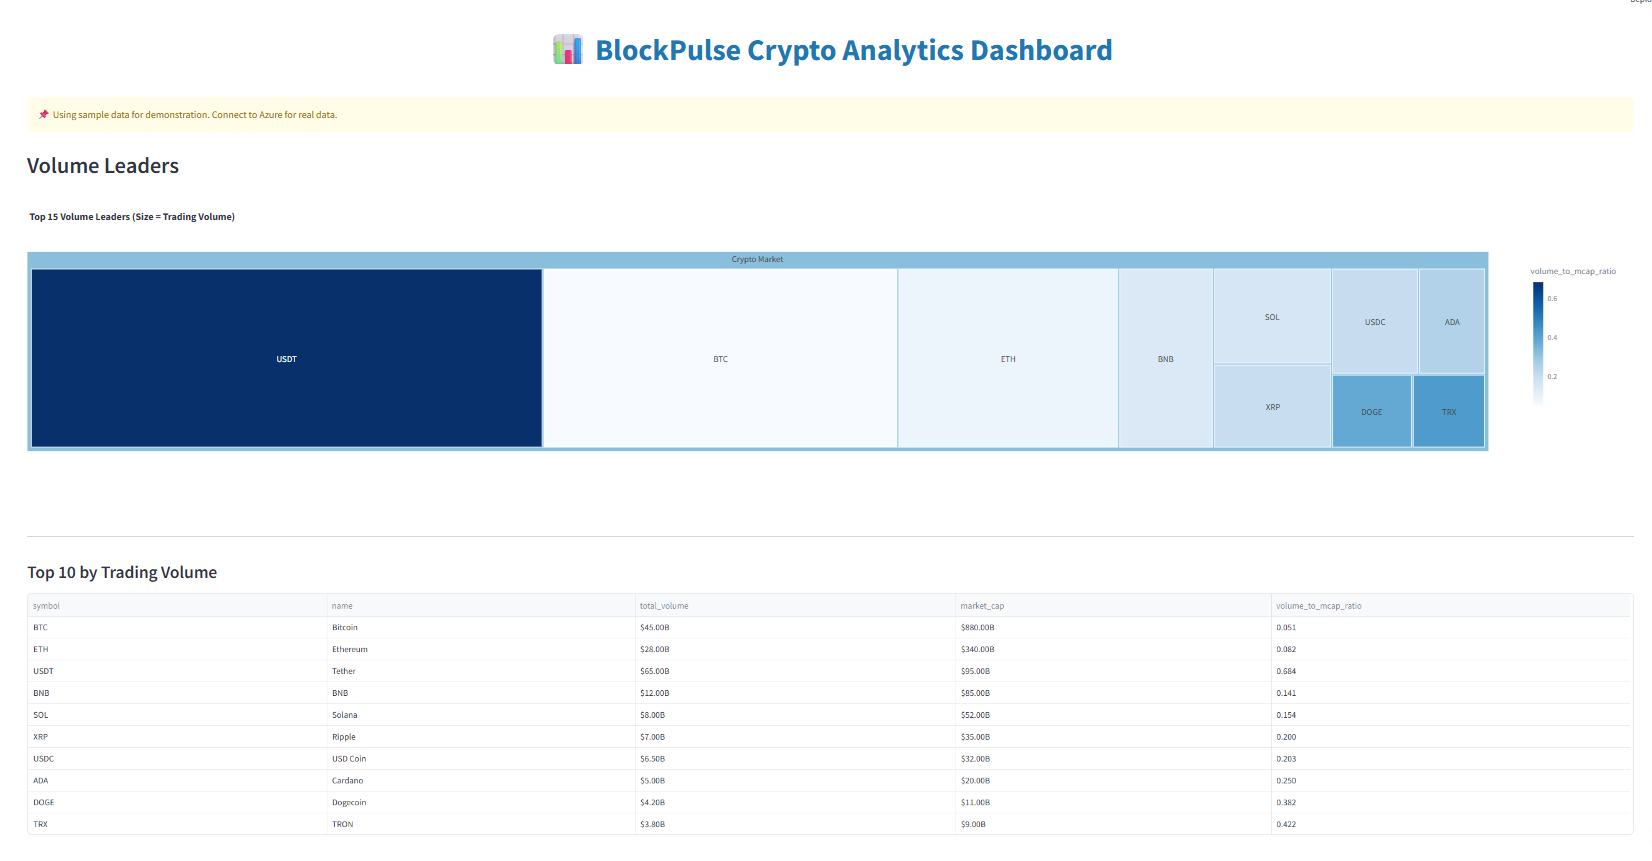 BlockPulse Crypto Analytics Dashboard
Using sample data for demonstration. Connect to Azure for real data.
Volume Leaders
Top 15 Volume Leaders (Size = Trading Volume)
Crypto Market
USDT
BTC
ETH
BNB
SOL
XRP
USDC
ADA
DOGE
TRX
volume_to_mcap_ratio
0.6
0.4
0.2
Top 10 by Trading Volume
symbol name total_volume market_cap volume_to_mcap_ratio
BTC Bitcoin $45.00B $880.00B 0.051
ETH Ethereum $28.00B $340.00B 0.082
USDT Tether $65.00B $95.00B 0.684
BNB BNB $12.00B $85.00B 0.141
SOL Solana $8.00B $52.00B 0.154
XRP Ripple $7.00B $35.00B 0.200
USDC USD Coin $6.50B $32.00B 0.203
ADA Cardano $5.00B $20.00B 0.250
DOGE Dogecoin $4.20B $11.00B 0.382
TRX TRON $3.80B $9.00B 0.422